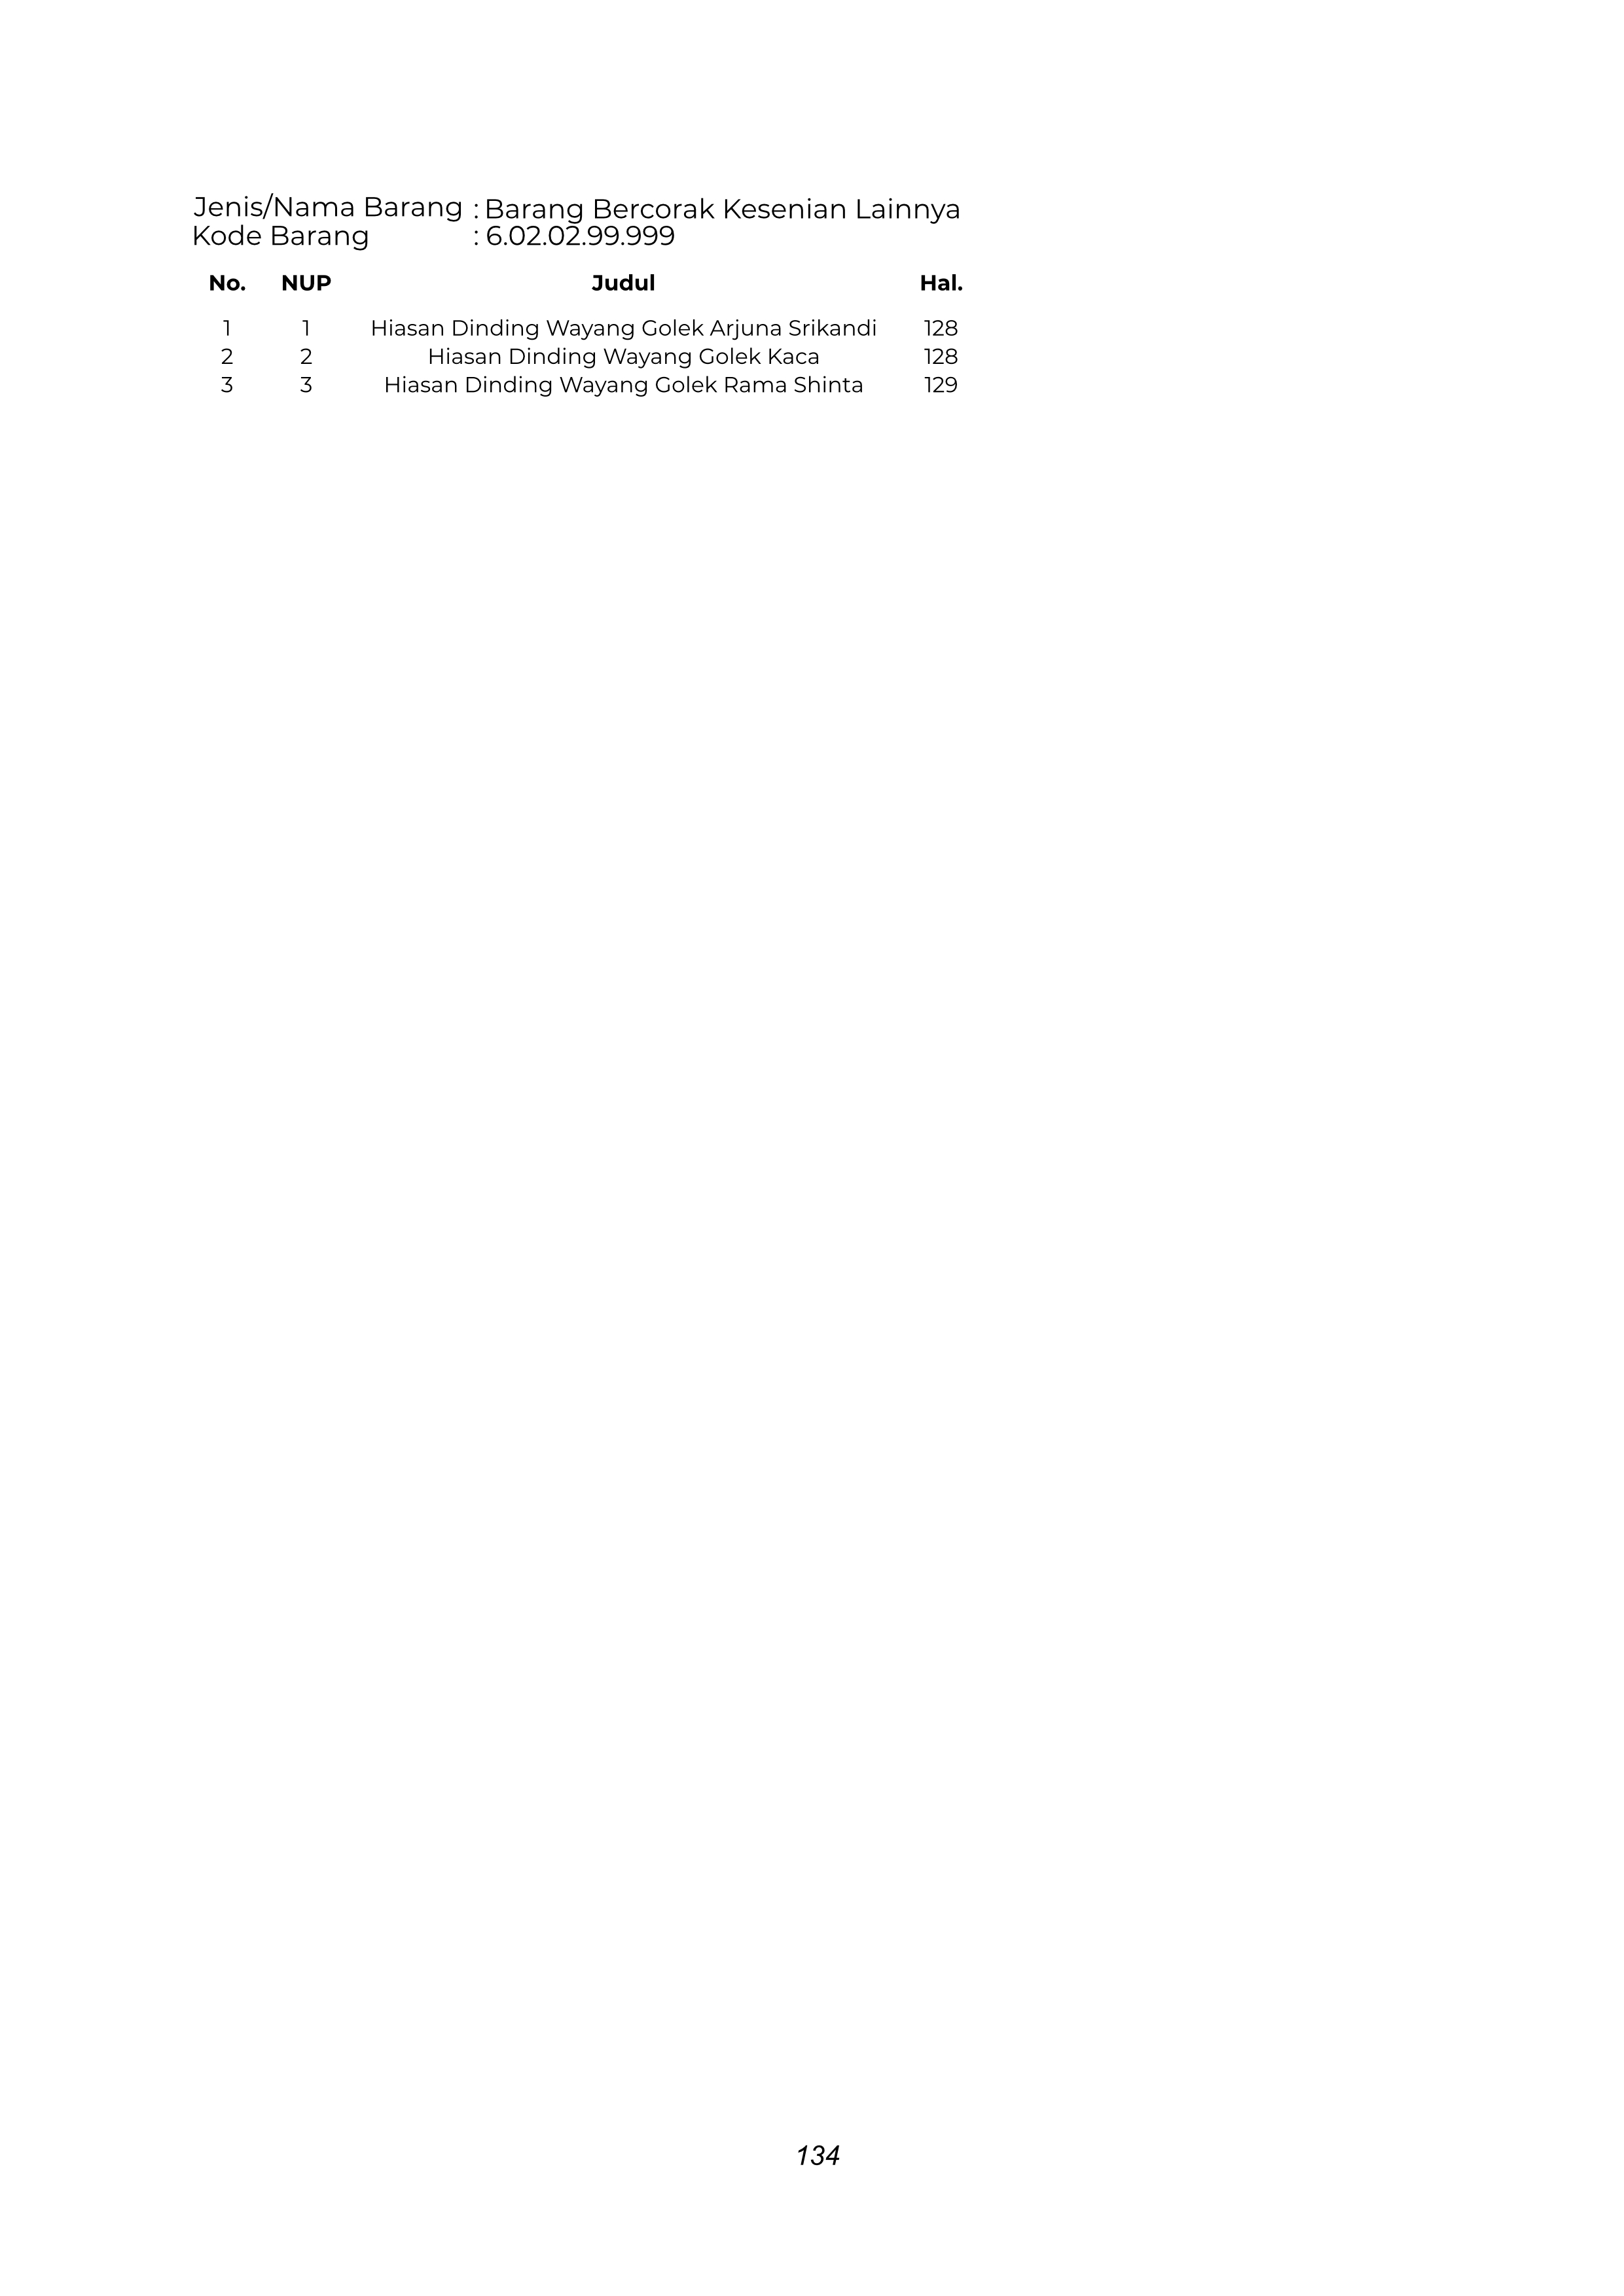 Jenis/Nama Barang : Barang Bercorak Kesenian Lainnya
Kode Barang : 6.02.02.99.999
No. NUP Judul Hal.
1 1 Hiasan Dinding Wayang Golek Arjuna Srikandi 128
2 2 Hiasan Dinding Wayang Golek Kaca 128
3 3 Hiasan Dinding Wayang Golek Rama Shinta 129
134